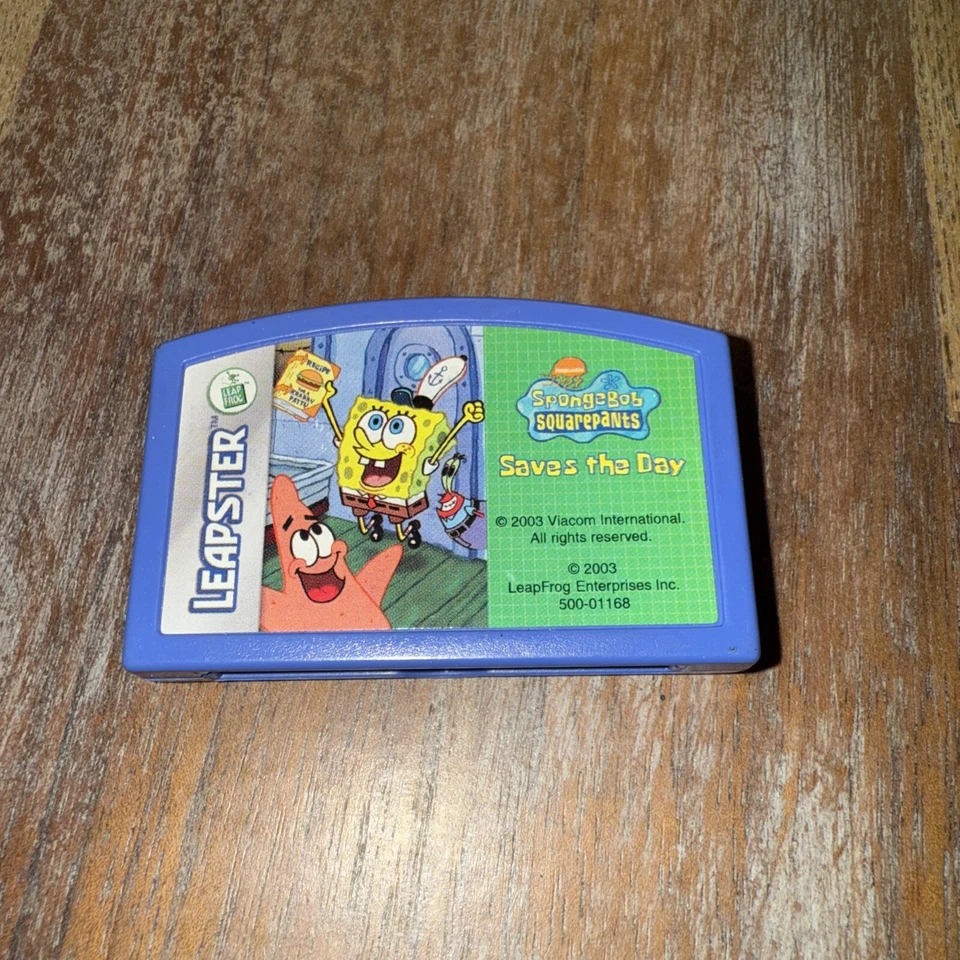 LEAP
FROG
LEAPSTER™
RECIPE
KRABBY
PATTY
NICKELODEON
SpongeBob
SQUAREPANTS
Saves the Day
© 2003 Viacom International.
All rights reserved.
© 2003
LeapFrog Enterprises Inc.
500-01168